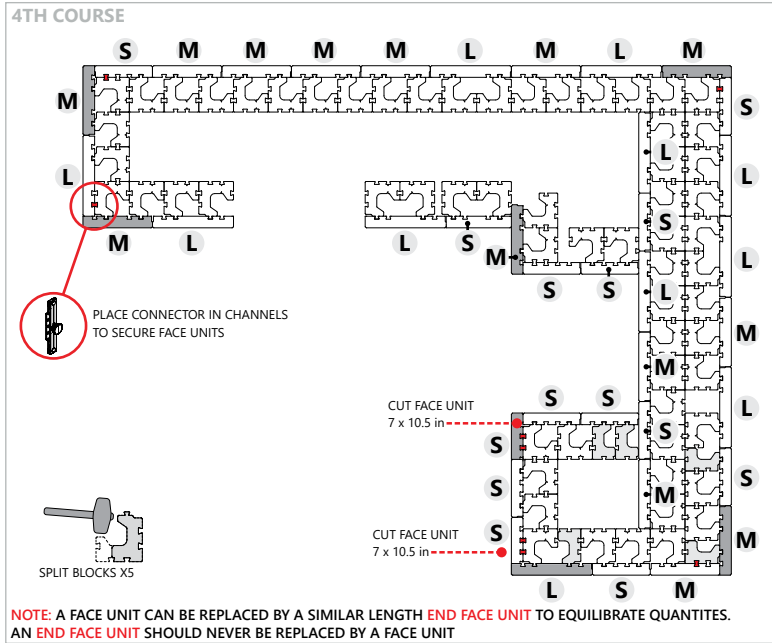 4TH COURSE
S M M M M L M L M
M
S
L
L
L
M L
L
S
S
M
S S
L
L
M
M
PLACE CONNECTOR IN CHANNELS
TO SECURE FACE UNITS
S S
L
CUT FACE UNIT
7 x 10.5 in
S
S
S
S
M
CUT FACE UNIT
7 x 10.5 in
S
M
L S M
SPLIT BLOCKS X5
NOTE: A FACE UNIT CAN BE REPLACED BY A SIMILAR LENGTH END FACE UNIT TO EQUILIBRATE QUANTITES.
AN END FACE UNIT SHOULD NEVER BE REPLACED BY A FACE UNIT